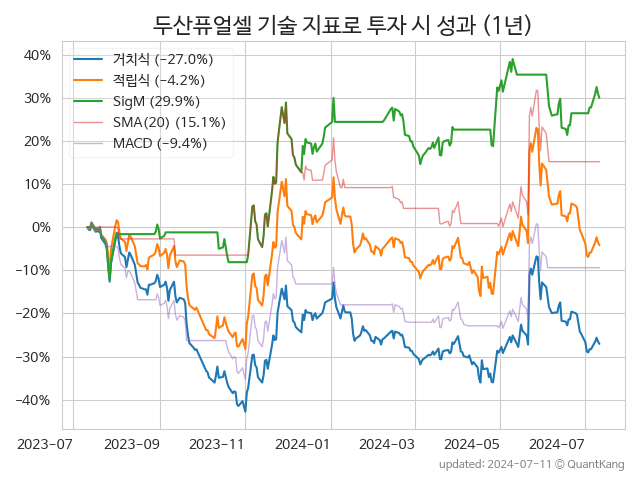 두산퓨얼셀 기술 지표로 투자 시 성과 (1년)
40%
30%
20%
10%
0%
−10%
−20%
−30%
−40%
거치식 (−27.0%)
적립식 (−4.2%)
SigM (29.9%)
SMA(20) (15.1%)
MACD (−9.4%)
2023-07
2023-09
2023-11
2024-01
2024-03
2024-05
2024-07
updated: 2024-07-11 © QuantKang